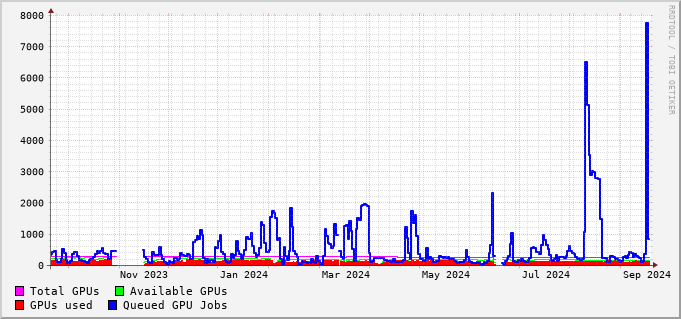 8000
7000
6000
5000
4000
3000
2000
1000
0
Nov 2023 Jan 2024 Mar 2024 May 2024 Jul 2024 Sep 2024
Total GPUs Available GPUs
GPUs used Queued GPU Jobs
RRDTOOL / TOBI OETIKER